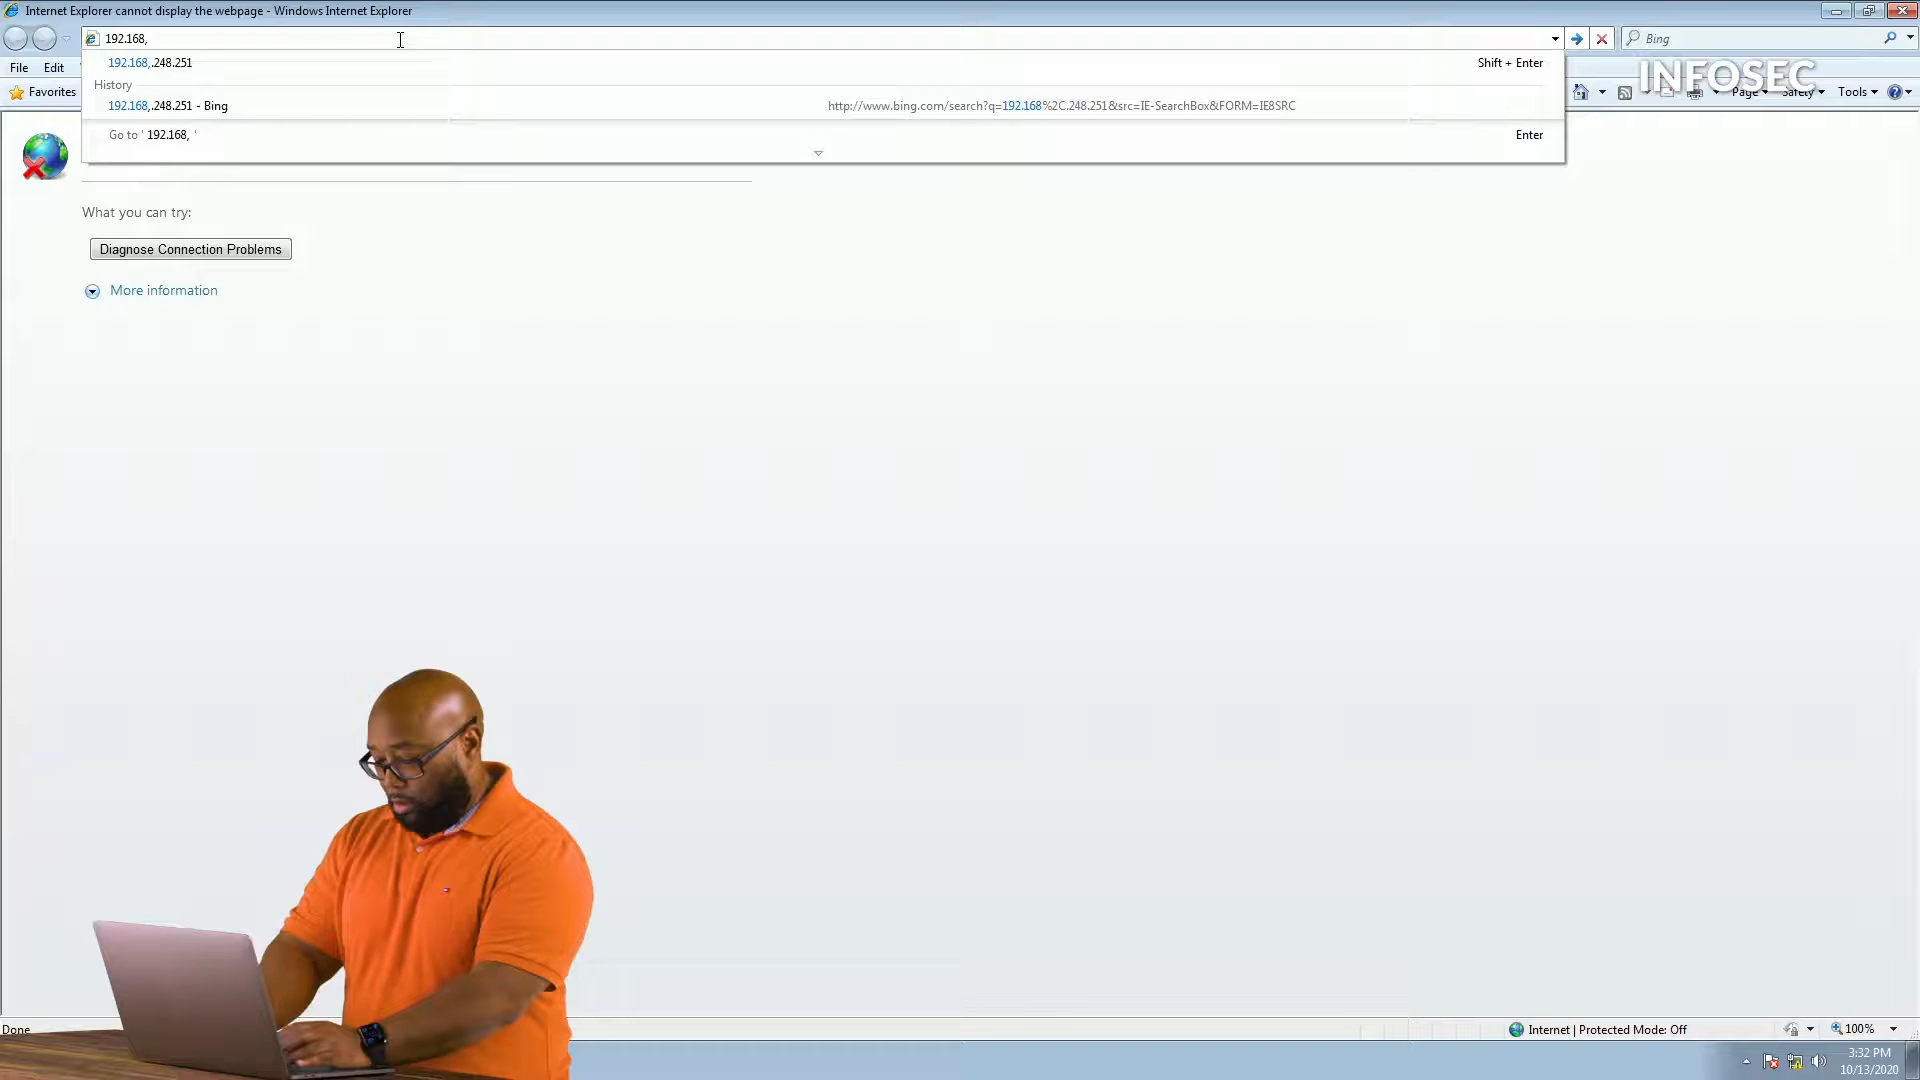 Internet Explorer cannot display the webpage - Windows Internet Explorer
192.168,
Bing
192.168,.248.251
Shift + Enter
File Edit
INFOSEC
History
Favorites
Page Safety Tools
192.168,.248.251 - Bing
http://www.bing.com/search?q=192.168%2C.248.251&src=IE-SearchBox&FORM=IE8SRC
Go to ' 192.168, '
Enter
What you can try:
Diagnose Connection Problems
More information
Done
Internet | Protected Mode: Off
100%
3:32 PM
10/13/2020